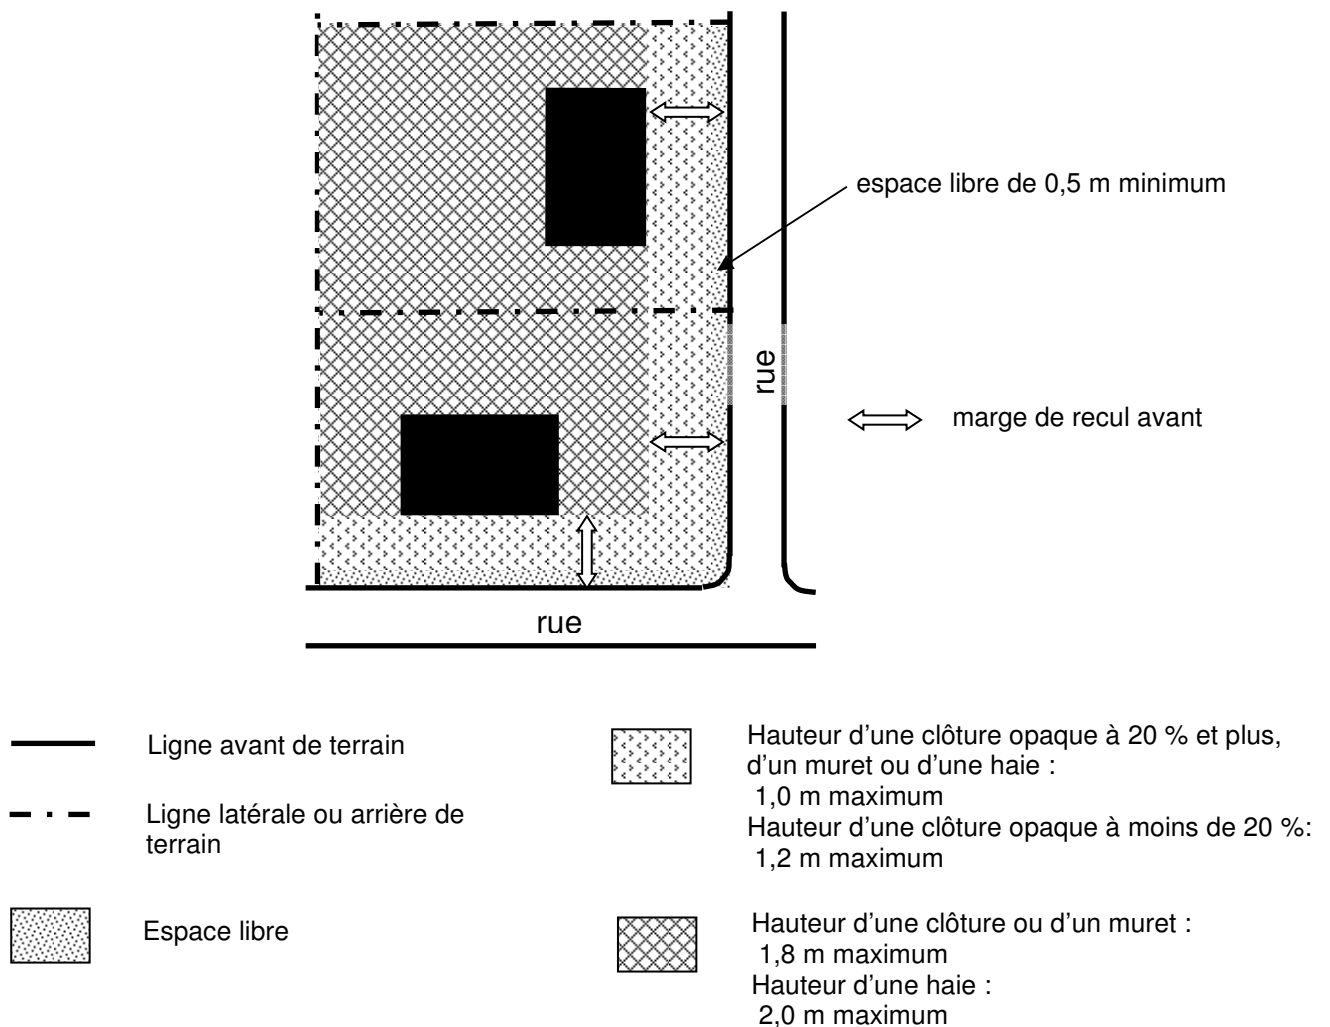 espace libre de 0,5 m minimum
rue
marge de recul avant
rue
Ligne avant de terrain
Ligne latérale ou arrière de
terrain
Espace libre
Hauteur d'une clôture opaque à 20 % et plus,
d'un muret ou d'une haie :
1,0 m maximum
Hauteur d'une clôture opaque à moins de 20 %:
1,2 m maximum
Hauteur d'une clôture ou d'un muret :
1,8 m maximum
Hauteur d'une haie :
2,0 m maximum